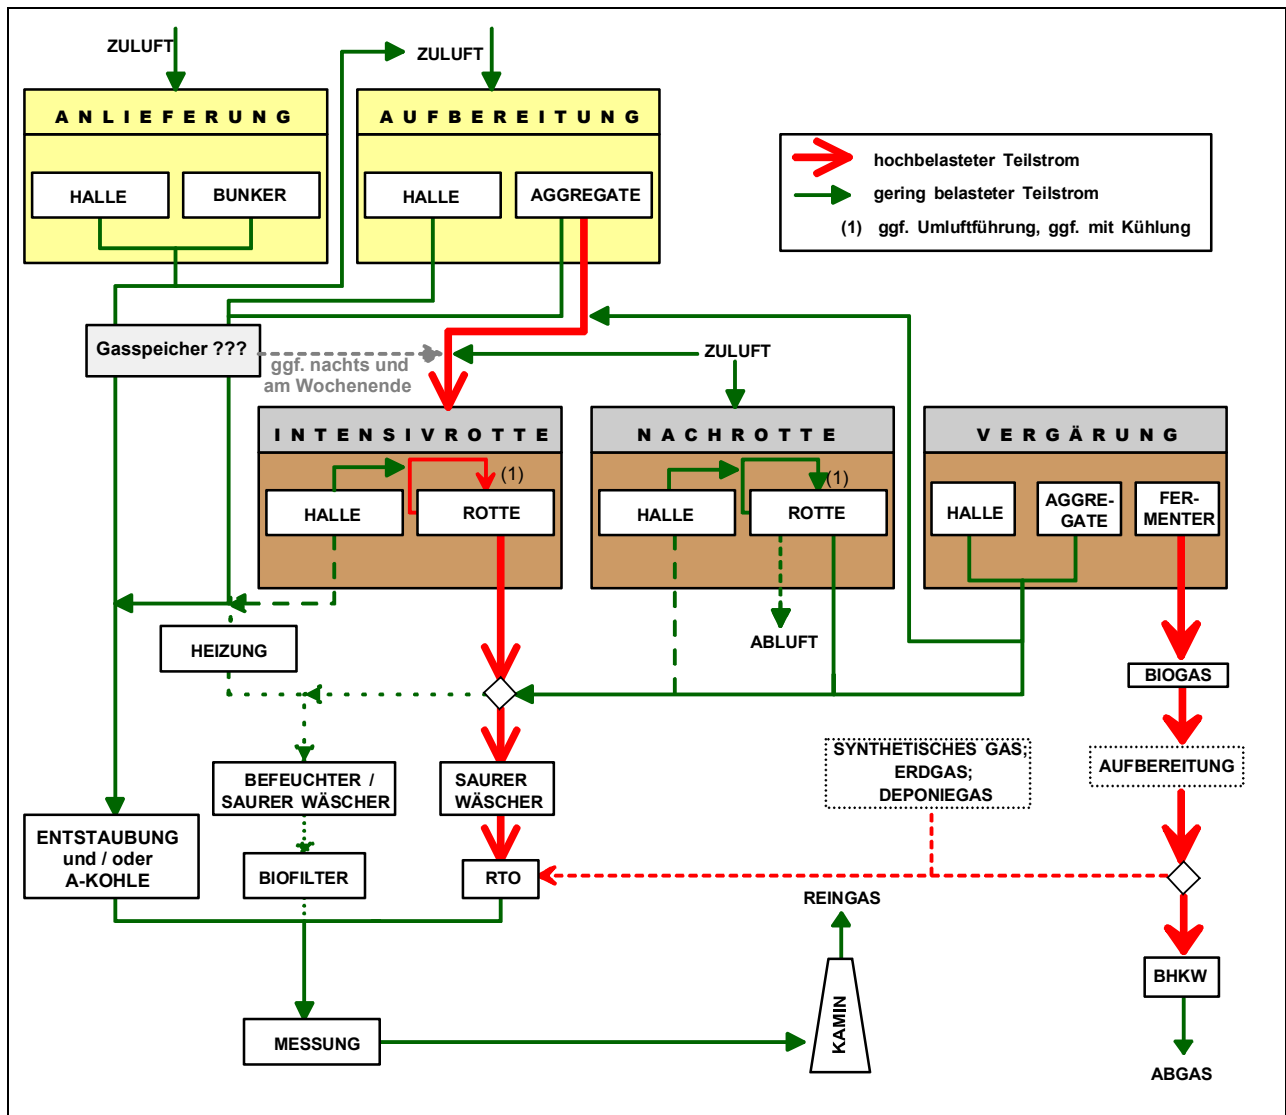 ZULUFT
ZULUFT
ANLIEFERUNG
AUFBEREITUNG
HALLE
BUNKER
HALLE
AGGREGATE
hochbelasteter Teilstrom
gering belasteter Teilstrom
(1) ggf. Umluftführung, ggf. mit Kühlung
Gasspeicher ???
ggf. nachts und
am Wochenende
ZULUFT
INTENSIVROTTE
NACHROTTE
VERGÄRUNG
(1)
HALLE
ROTTE
(1)
HALLE
ROTTE
HALLE
AGGRE-
GATE
FER-
MENTER
HEIZUNG
ABLUFT
BIOGAS
BEFEUCHTER /
SAURER WÄSCHER
SAURER
WÄSCHER
SYNTHETISCHES GAS;
ERDGAS;
DEPONIEGAS
AUFBEREITUNG
ENTSTAUBUNG
und / oder
A-KOHLE
BIOFILTER
RTO
REINGAS
BHKW
MESSUNG
KAMIN
ABGAS